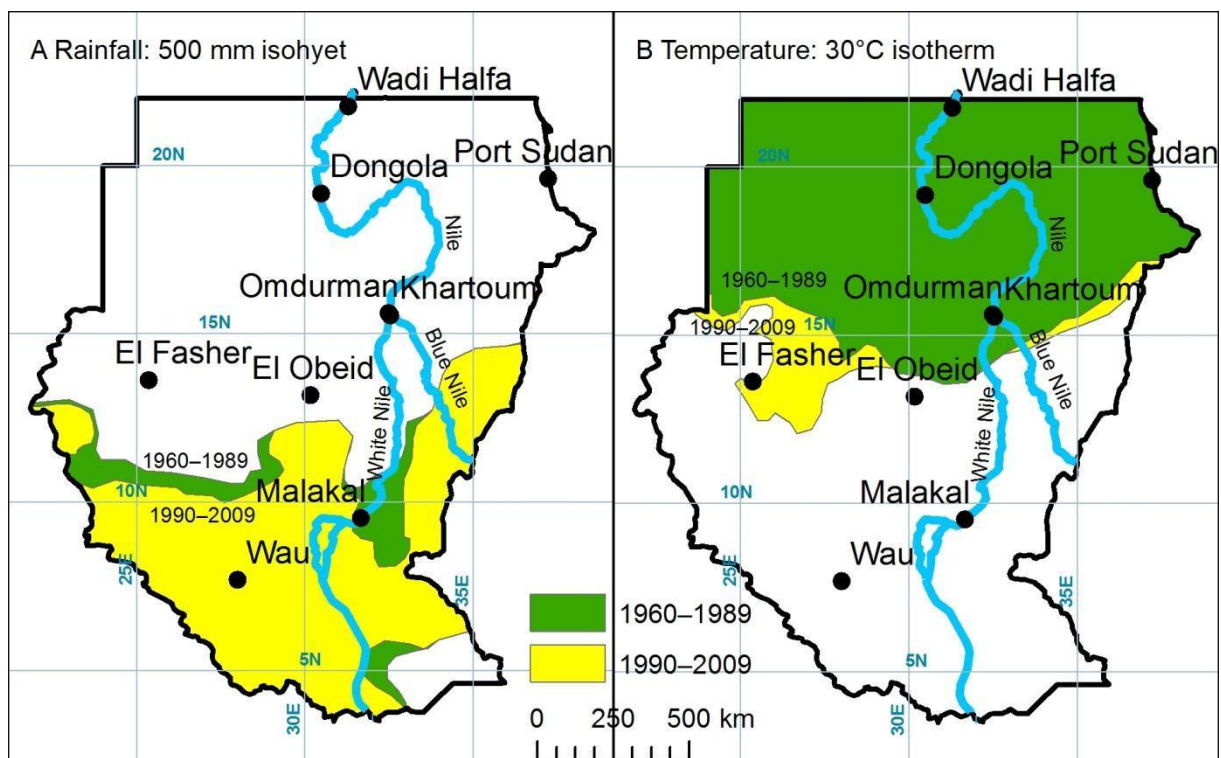 A Rainfall: 500 mm isohyet
Wadi Halfa
20N
Dongola
Port Sudan
Nile
Omdurman
Khartoum
15N
El Fasher
El Obeid
Blue Nile
White Nile
1960–1989
10N
1990–2009
Malakal
Wau
25E
35E
5N
30E
1960–1989
1990–2009
0 250 500 km
B Temperature: 30°C isotherm
Wadi Halfa
20N
Dongola
Port Sudan
Nile
1960–1989
Omdurman
Khartoum
1990–2009
15N
El Fasher
El Obeid
Blue Nile
White Nile
10N
Malakal
Wau
25E
35E
5N
30E